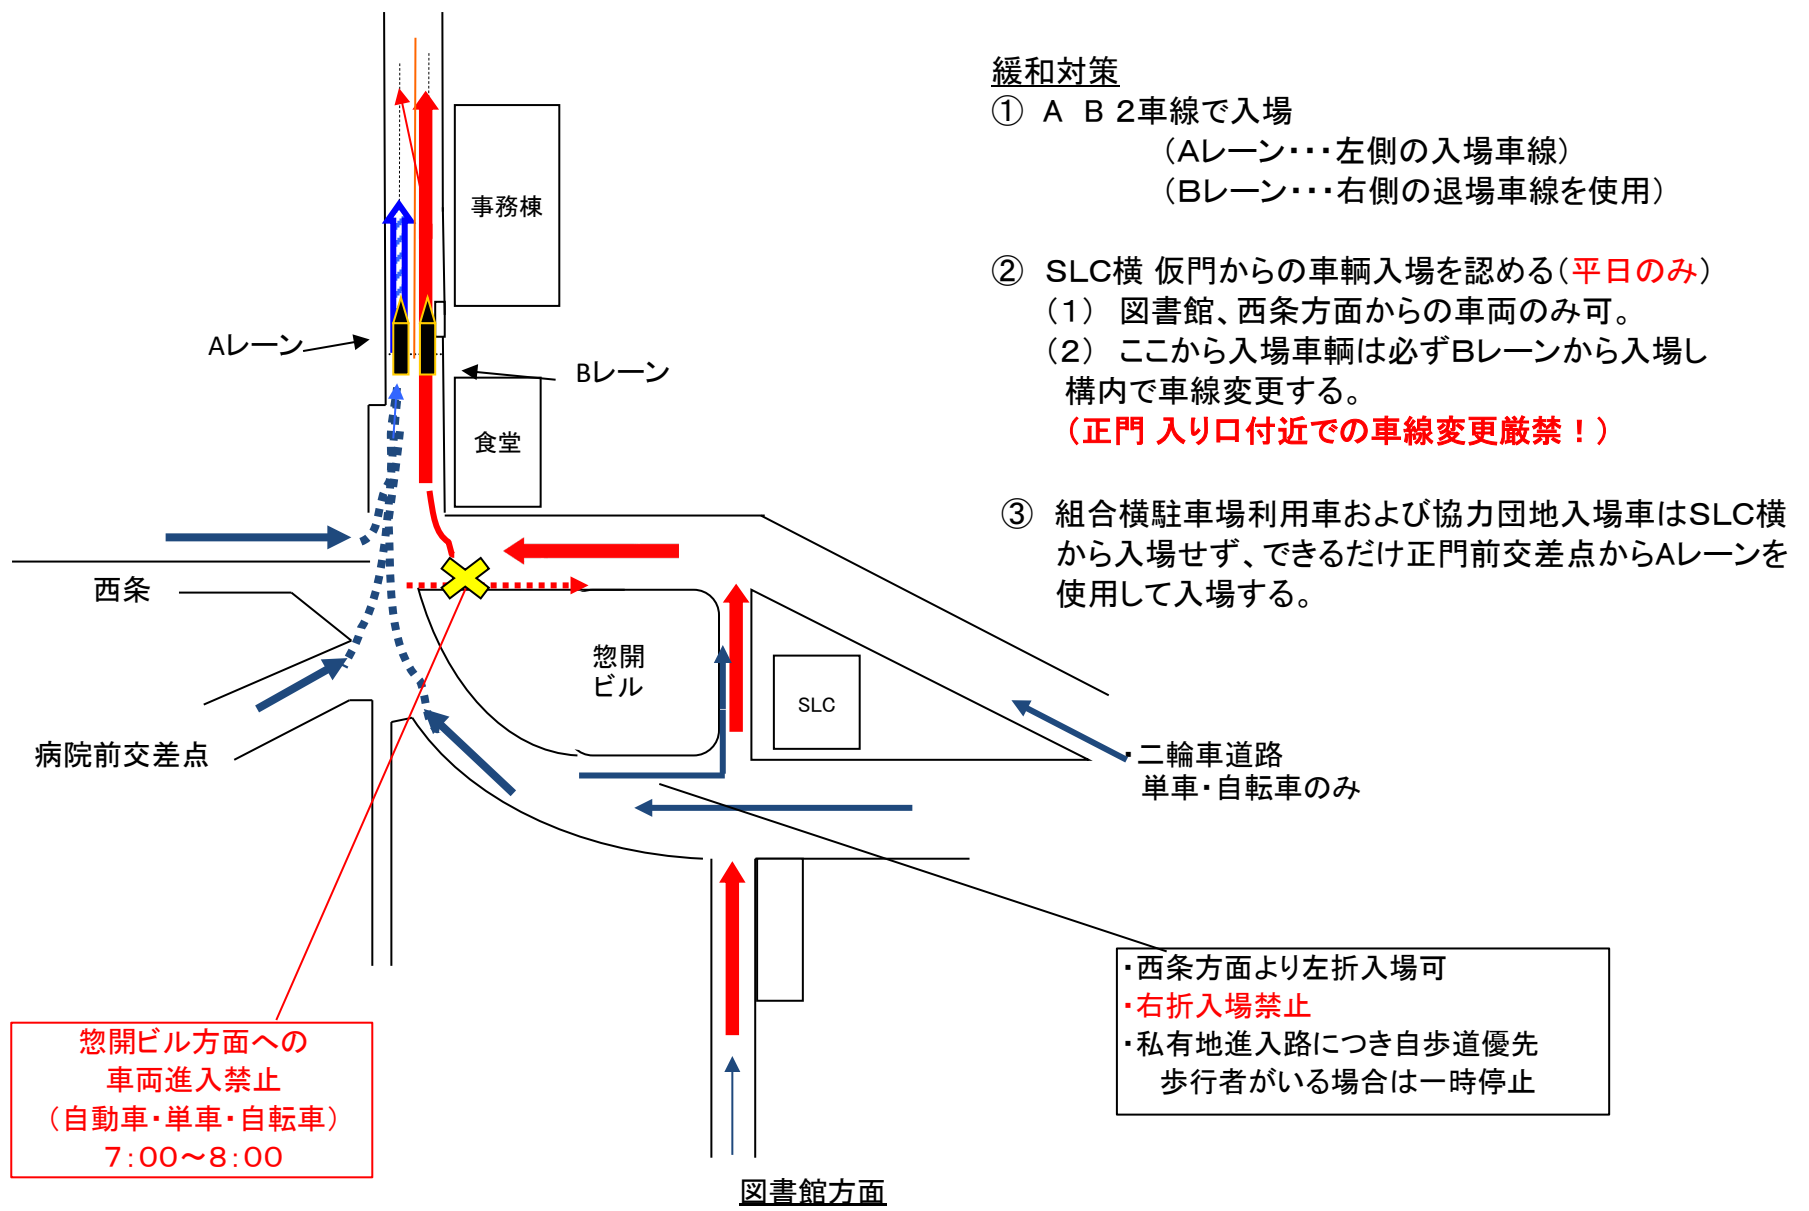 緩和対策
① A B 2車線で入場
(Aレーン・・・左側の入場車線)
(Bレーン・・・右側の退場車線を使用)
② SLC横 仮門からの車輌入場を認める(平日のみ)
(1) 図書館、西条方面からの車両のみ可。
(2) ここから入場車輌は必ずBレーンから入場し
構内で車線変更する。
(正門 入り口付近での車線変更厳禁!)
③ 組合横駐車場利用車および協力団地入場車はSLC横
から入場せず、できるだけ正門前交差点からAレーンを
使用して入場する。
事務棟
Aレーン
Bレーン
食堂
西条
惣開
ビル
SLC
病院前交差点
・二輪車道路
単車・自転車のみ
・西条方面より左折入場可
・右折入場禁止
・私有地進入路につき自歩道優先
歩行者がいる場合は一時停止
惣開ビル方面への
車両進入禁止
(自動車・単車・自転車)
7:00~8:00
図書館方面